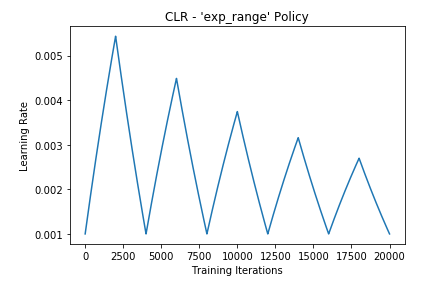 CLR - 'exp_range' Policy
0.005
0.004
0.003
0.002
0.001
Learning Rate
0 2500 5000 7500 10000 12500 15000 17500 20000
Training Iterations